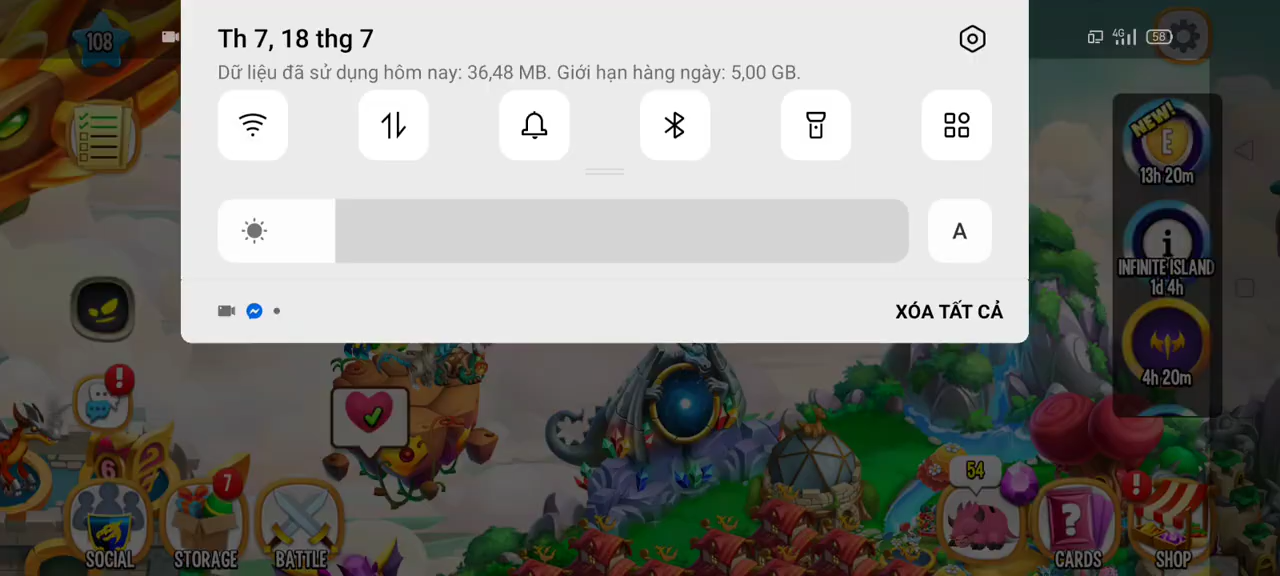 108
Th 7, 18 thg 7
4G
58
Dữ liệu đã sử dụng hôm nay: 36,48 MB. Giới hạn hàng ngày: 5,00 GB.
NEW!
E
13h 20m
A
i
INFINITE ISLAND
1d 4h
XÓA TẤT CẢ
4h 20m
!
6
7
54
?
!
SOCIAL
STORAGE
BATTLE
CARDS
SHOP